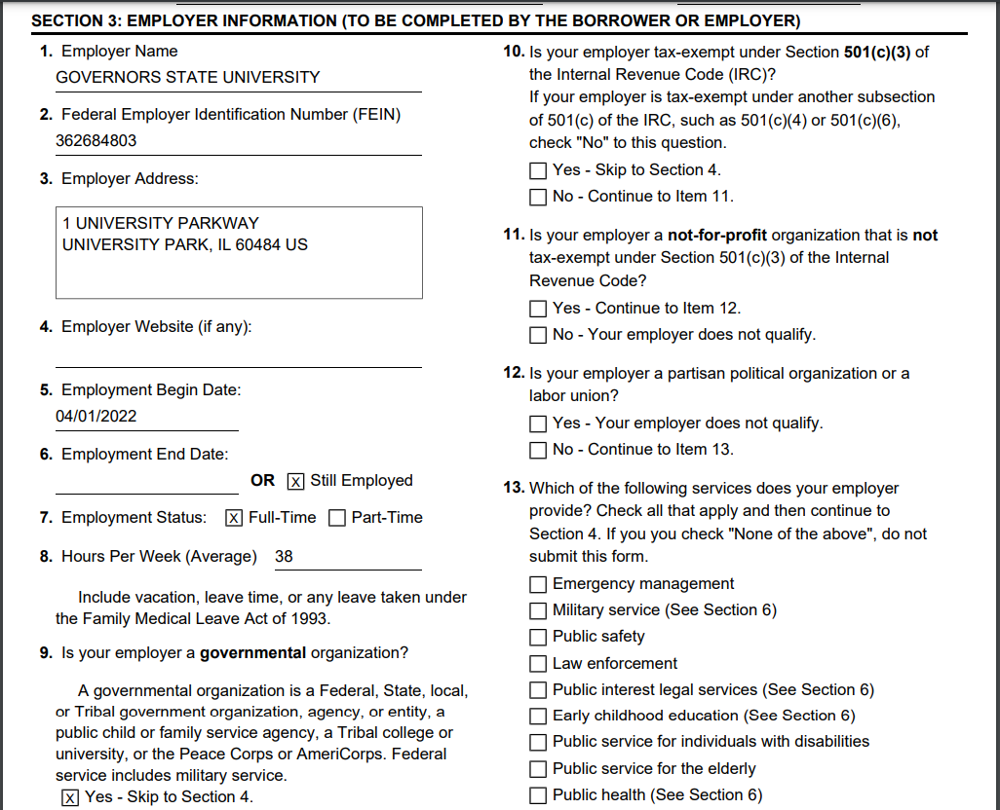 SECTION 3: EMPLOYER INFORMATION (TO BE COMPLETED BY THE BORROWER OR EMPLOYER)
1. Employer Name
GOVERNORS STATE UNIVERSITY
2. Federal Employer Identification Number (FEIN)
362684803
3. Employer Address:
1 UNIVERSITY PARKWAY
UNIVERSITY PARK, IL 60484 US
4. Employer Website (if any):
5. Employment Begin Date:
04/01/2022
6. Employment End Date:
OR X Still Employed
7. Employment Status: X Full-Time Part-Time
8. Hours Per Week (Average) 38
Include vacation, leave time, or any leave taken under
the Family Medical Leave Act of 1993.
9. Is your employer a governmental organization?
A governmental organization is a Federal, State, local,
or Tribal government organization, agency, or entity, a
public child or family service agency, a Tribal college or
university, or the Peace Corps or AmeriCorps. Federal
service includes military service.
X Yes - Skip to Section 4.
10. Is your employer tax-exempt under Section 501(c)(3) of
the Internal Revenue Code (IRC)?
If your employer is tax-exempt under another subsection
of 501(c) of the IRC, such as 501(c)(4) or 501(c)(6),
check "No" to this question.
Yes - Skip to Section 4.
No - Continue to Item 11.
11. Is your employer a not-for-profit organization that is not
tax-exempt under Section 501(c)(3) of the Internal
Revenue Code?
Yes - Continue to Item 12.
No - Your employer does not qualify.
12. Is your employer a partisan political organization or a
labor union?
Yes - Your employer does not qualify.
No - Continue to Item 13.
13. Which of the following services does your employer
provide? Check all that apply and then continue to
Section 4. If you you check "None of the above", do not
submit this form.
Emergency management
Military service (See Section 6)
Public safety
Law enforcement
Public interest legal services (See Section 6)
Early childhood education (See Section 6)
Public service for individuals with disabilities
Public service for the elderly
Public health (See Section 6)